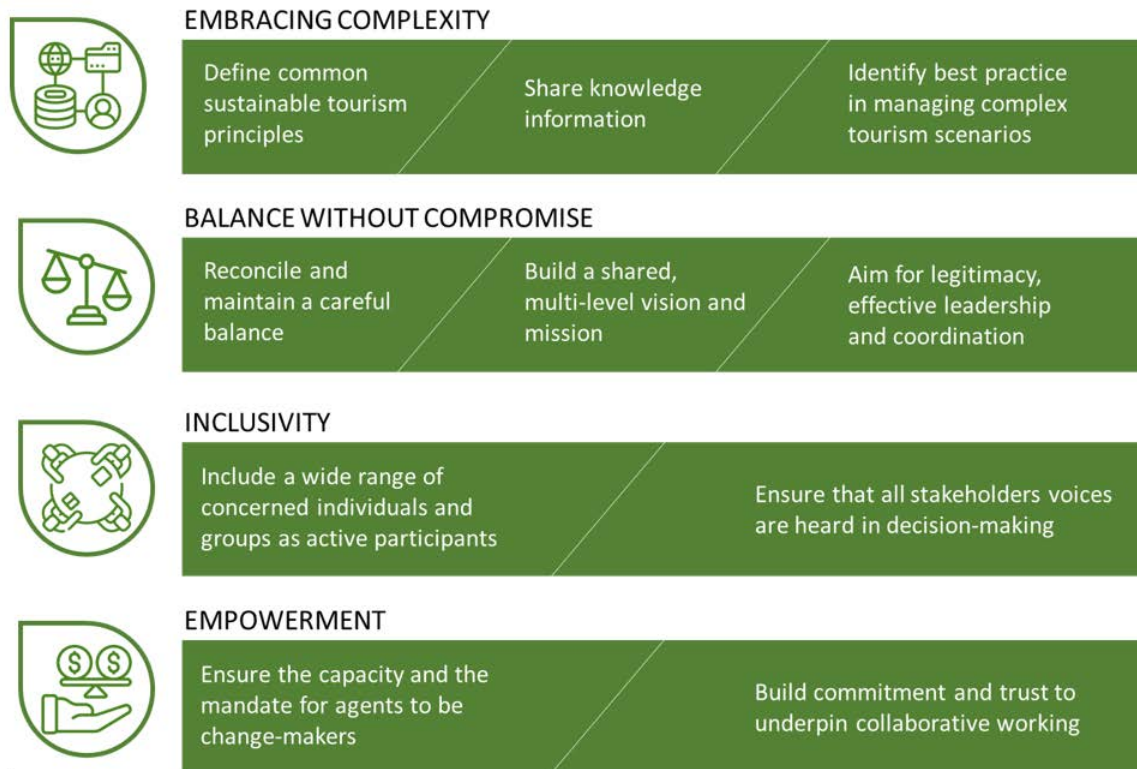 EMBRACING COMPLEXITY
Define common
sustainable tourism
principles
Share knowledge
information
Identify best practice
in managing complex
tourism scenarios
BALANCE WITHOUT COMPROMISE
Reconcile and
maintain a careful
balance
Build a shared,
multi-level vision and
mission
Aim for legitimacy,
effective leadership
and coordination
INCLUSIVITY
Include a wide range of
concerned individuals and
groups as active participants
Ensure that all stakeholders voices
are heard in decision-making
EMPOWERMENT
$ $
Ensure the capacity and the
mandate for agents to be
change-makers
Build commitment and trust to
underpin collaborative working